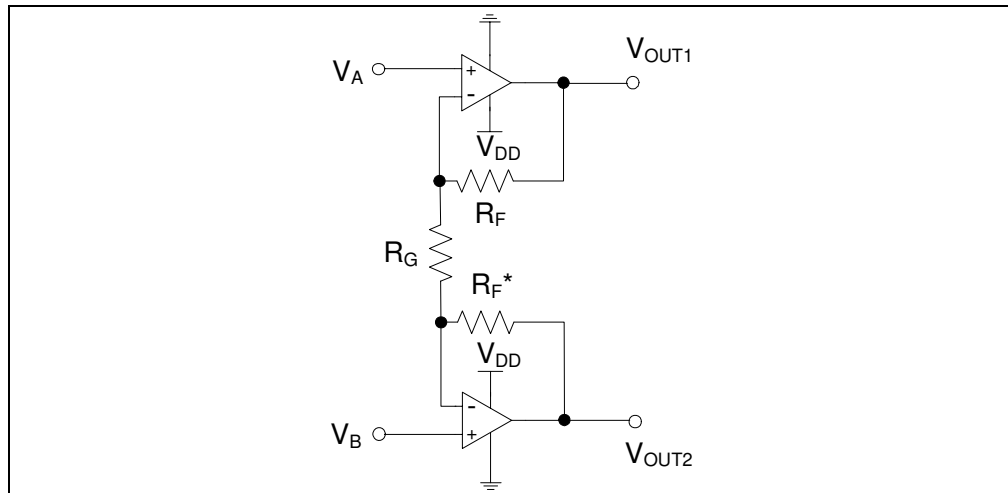 V_OUT1
V_A
+
-
V_DD
R_F
R_G
R_F*
V_DD
-
V_B
+
V_OUT2